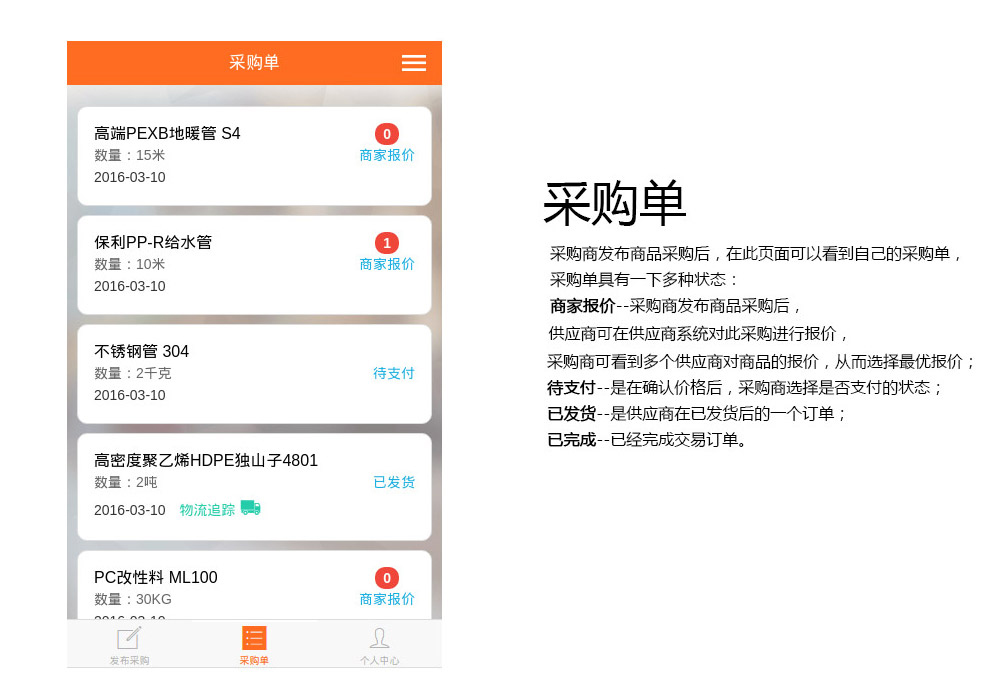 采购单
高端PEXB地暖管 S4
0
数量：15米
商家报价
2016-03-10
保利PP-R给水管
1
数量：10米
商家报价
2016-03-10
不锈钢管 304
数量：2千克
待支付
2016-03-10
高密度聚乙烯HDPE独山子4801
数量：2吨
已发货
2016-03-10 物流追踪
PC改性料 ML100
0
数量：30KG
商家报价
2016-03-10
发布采购
采购单
个人中心
采购单
采购商发布商品采购后，在此页面可以看到自己的采购单，
采购单具有一下多种状态：
商家报价--采购商发布商品采购后，
供应商可在供应商系统对此采购进行报价，
采购商可看到多个供应商对商品的报价，从而选择最优报价；
待支付--是在确认价格后，采购商选择是否支付的状态；
已发货--是供应商在已发货后的一个订单；
已完成--已经完成交易订单。